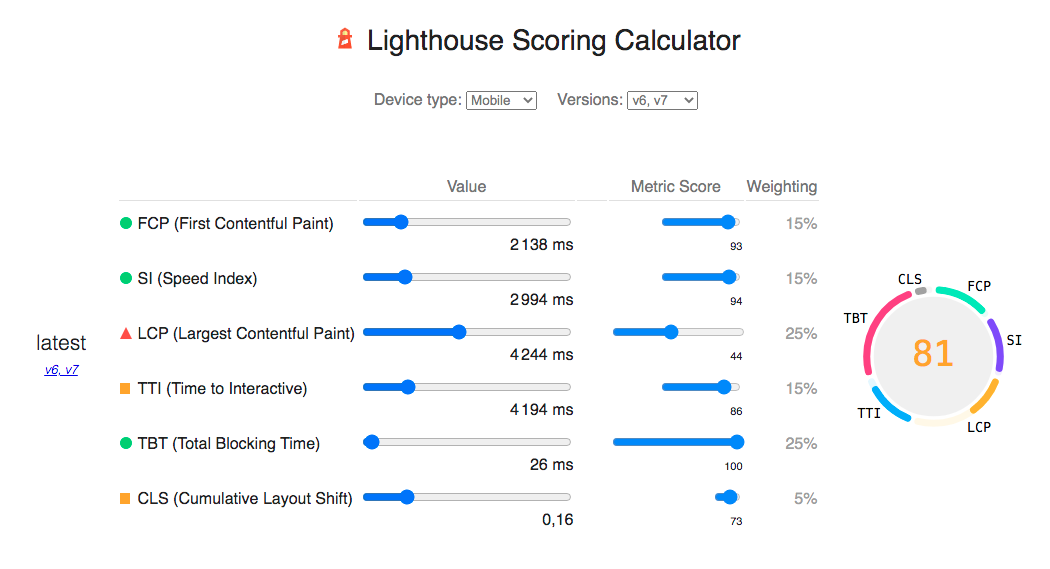 Lighthouse Scoring Calculator
Device type: Mobile Versions: v6, v7
Value Metric Score Weighting
FCP (First Contentful Paint) 15%
2 138 ms 93
SI (Speed Index) 15%
2 994 ms 94
latest
v6, v7
LCP (Largest Contentful Paint) 25%
4 244 ms 44
TTI (Time to Interactive) 15%
4 194 ms 86
TBT (Total Blocking Time) 25%
26 ms 100
CLS (Cumulative Layout Shift) 5%
0,16 73
CLS FCP
TBT SI
81
TTI LCP